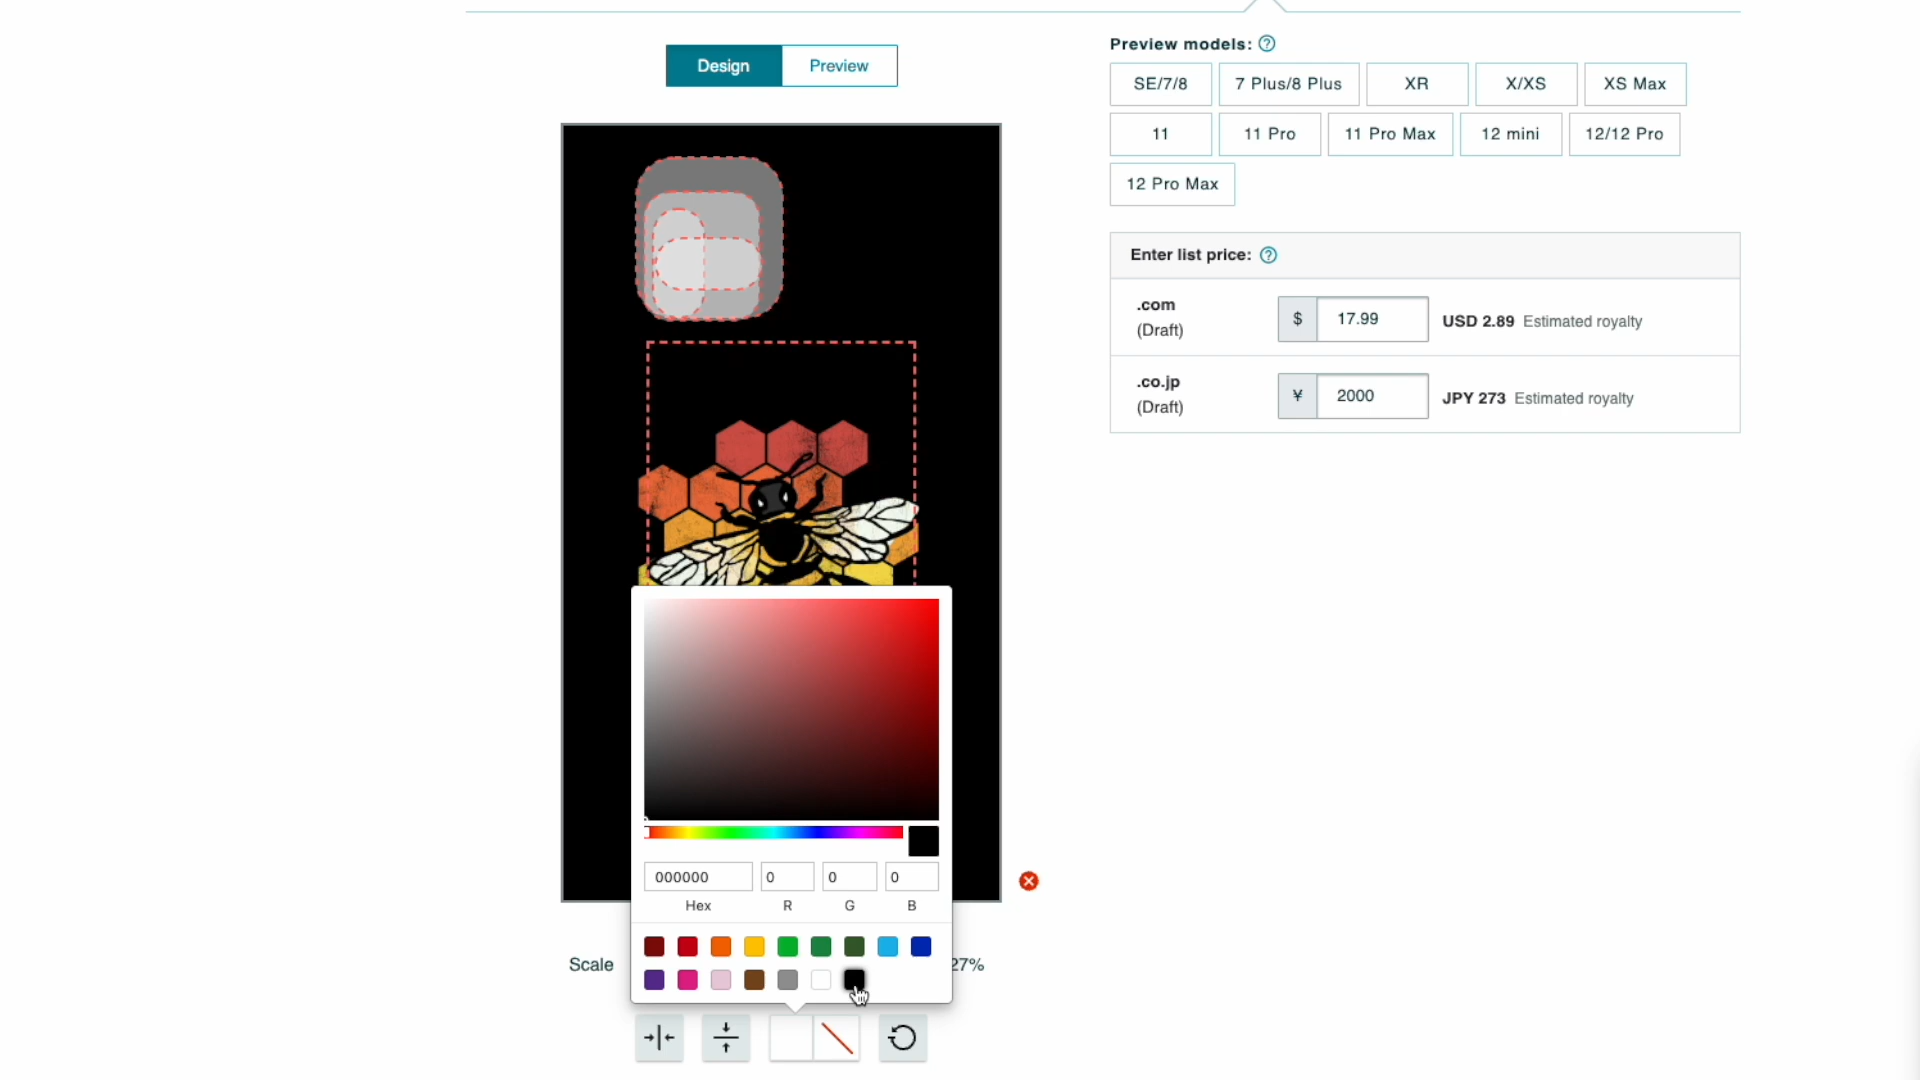 Design Preview
Preview models: ?
SE/7/8 7 Plus/8 Plus XR X/XS XS Max
11 11 Pro 11 Pro Max 12 mini 12/12 Pro
12 Pro Max
Enter list price: ?
.com
(Draft)
$ 17.99 USD 2.89 Estimated royalty
.co.jp
(Draft)
¥ 2000 JPY 273 Estimated royalty
000000 0 0 0
Hex R G B
Scale 27%